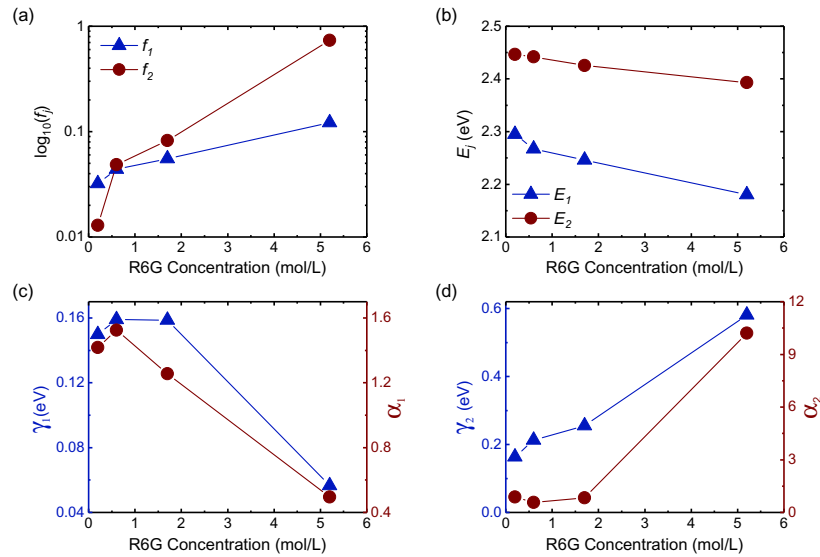 (a)
1
0.1
0.01
log₁₀(fⱼ)
f₁
f₂
0 1 2 3 4 5 6
R6G Concentration (mol/L)
(b)
2.5
2.4
2.3
2.2
2.1
Eⱼ (eV)
E₁
E₂
0 1 2 3 4 5 6
R6G Concentration (mol/L)
(c)
0.16
0.12
0.08
0.04
γ₁(eV)
1.6
1.2
0.8
0.4
α₁
0 1 2 3 4 5 6
R6G Concentration (mol/L)
(d)
0.6
0.4
0.2
0.0
γ₂ (eV)
12
9
6
3
0
α₂
0 1 2 3 4 5 6
R6G Concentration (mol/L)